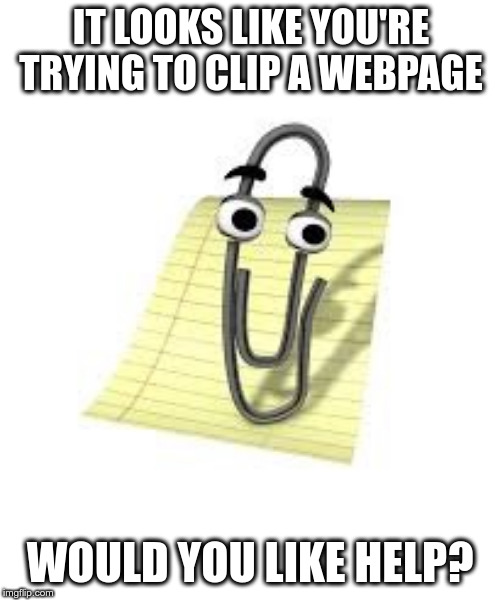 IT LOOKS LIKE YOU'RE
TRYING TO CLIP A WEBPAGE
WOULD YOU LIKE HELP?
imgflip.com